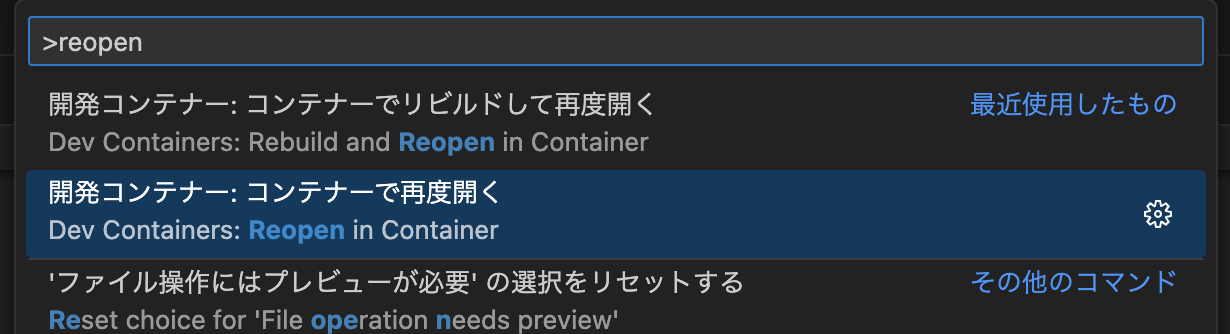 >reopen
開発コンテナー: コンテナーでリビルドして再度開く 最近使用したもの
Dev Containers: Rebuild and Reopen in Container
開発コンテナー: コンテナーで再度開く
Dev Containers: Reopen in Container
'ファイル操作にはプレビューが必要' の選択をリセットする その他のコマンド
Reset choice for 'File operation needs preview'